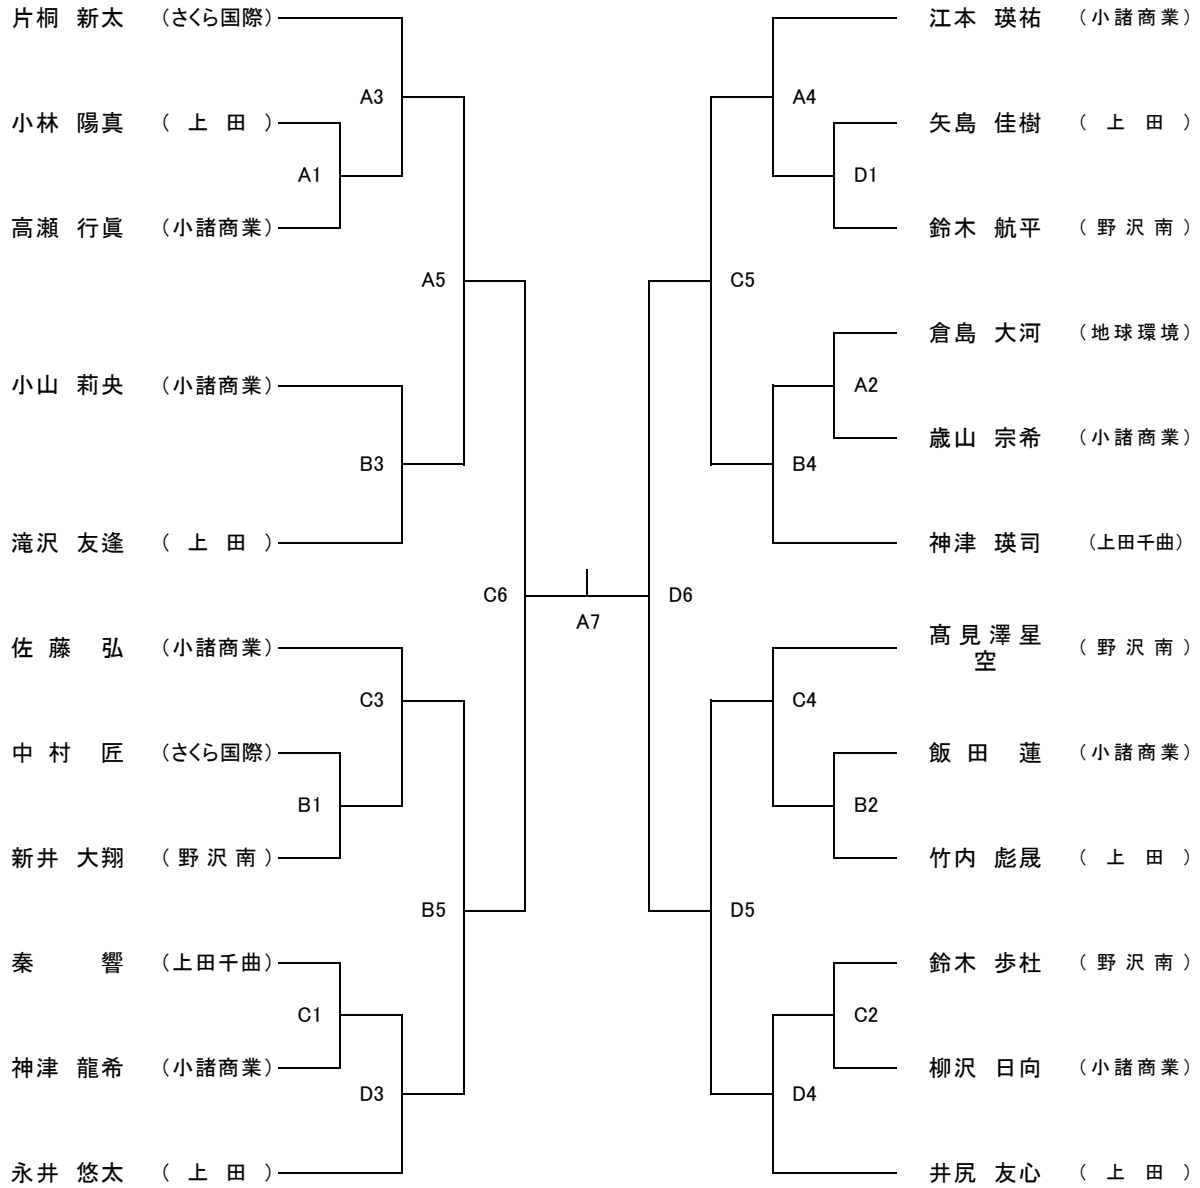 片桐 新太 （さくら国際）
A3
小林 陽真 （ 上 田 ）
A1
高瀬 行眞 （小諸商業）
A5
小山 莉央 （小諸商業）
B3
滝沢 友逢 （ 上 田 ）
C6
佐藤 弘 （小諸商業）
C3
中村 匠 （さくら国際）
B1
新井 大翔 （野沢南）
B5
秦 響 （上田千曲）
C1
神津 龍希 （小諸商業）
D3
永井 悠太 （ 上 田 ）
A7
江本 瑛祐 （小諸商業）
A4
矢島 佳樹 （ 上 田 ）
D1
鈴木 航平 （野沢南）
C5
倉島 大河 （地球環境）
A2
歳山 宗希 （小諸商業）
B4
神津 瑛司 （上田千曲）
D6
髙見澤星 （野沢南）
空
C4
飯田 蓮 （小諸商業）
B2
竹内 彪晟 （ 上 田 ）
D5
鈴木 歩杜 （野沢南）
C2
柳沢 日向 （小諸商業）
D4
井尻 友心 （ 上 田 ）